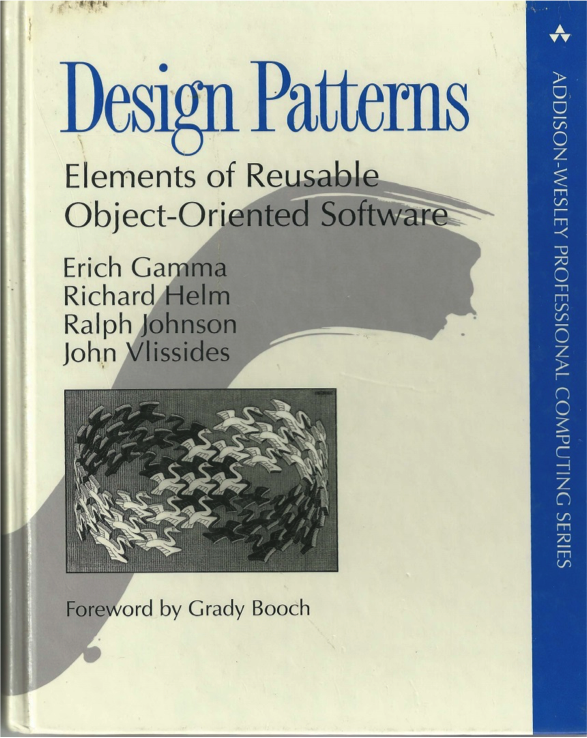 Design Patterns
Elements of Reusable
Object-Oriented Software
Erich Gamma
Richard Helm
Ralph Johnson
John Vlissides
Foreword by Grady Booch
ADDISON-WESLEY PROFESSIONAL COMPUTING SERIES